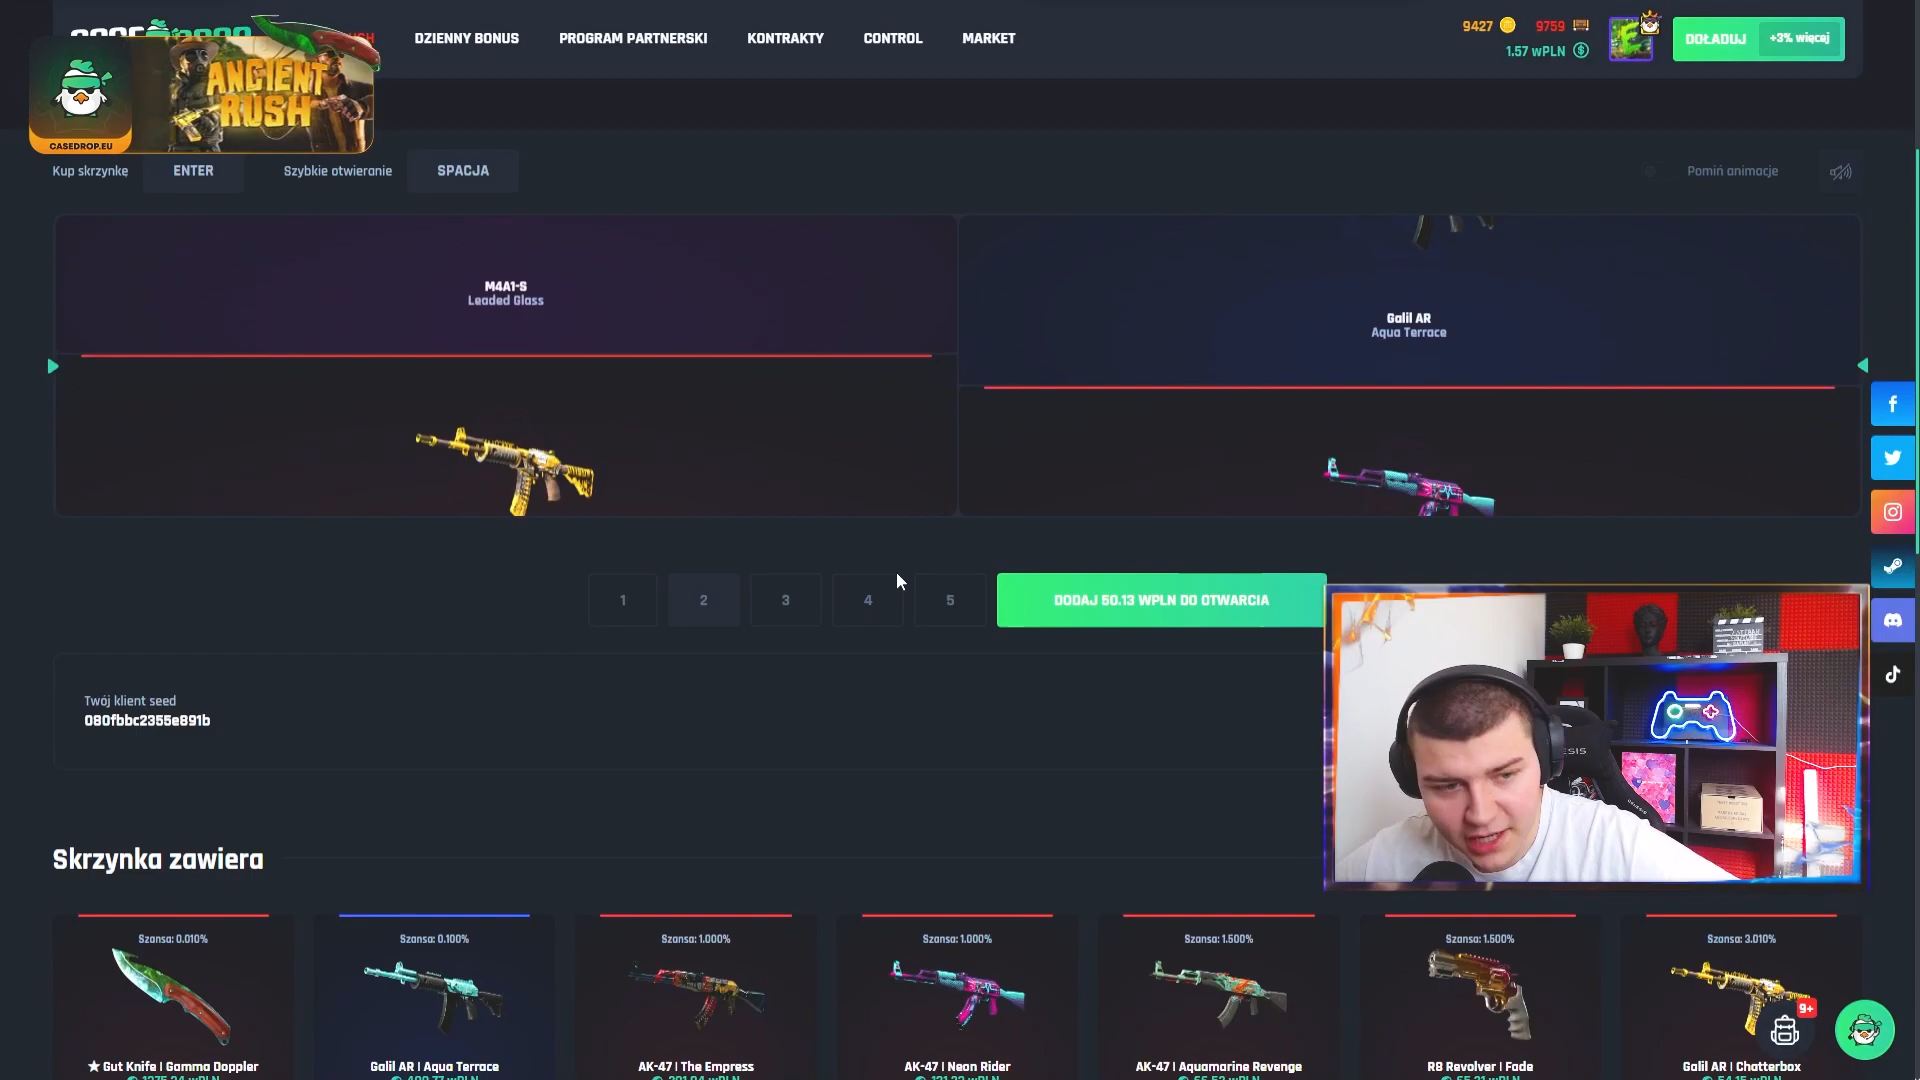 DZIENNY BONUS
PROGRAM PARTNERSKI
KONTRAKTY
CONTROL
MARKET
9427
9759
1.57 wPLN
DOŁADUJ
+3% więcej
ANCIENT
RUSH
CASEDROP.EU
Kup skrzynkę
ENTER
Szybkie otwieranie
SPACJA
Pomiń animacje
M4A1-S
Leaded Glass
Galil AR
Aqua Terrace
1
2
3
4
5
DODAJ 50.13 WPLN DO OTWARCIA
Twój klient seed
080fbbc2355e891b
Skrzynka zawiera
Szansa: 0.010%
Szansa: 0.100%
Szansa: 1.000%
Szansa: 1.000%
Szansa: 1.500%
Szansa: 1.500%
Szansa: 3.010%
★ Gut Knife | Gamma Doppler
Galil AR | Aqua Terrace
AK-47 | The Empress
AK-47 | Neon Rider
AK-47 | Aquamarine Revenge
R8 Revolver | Fade
Galil AR | Chatterbox
9+